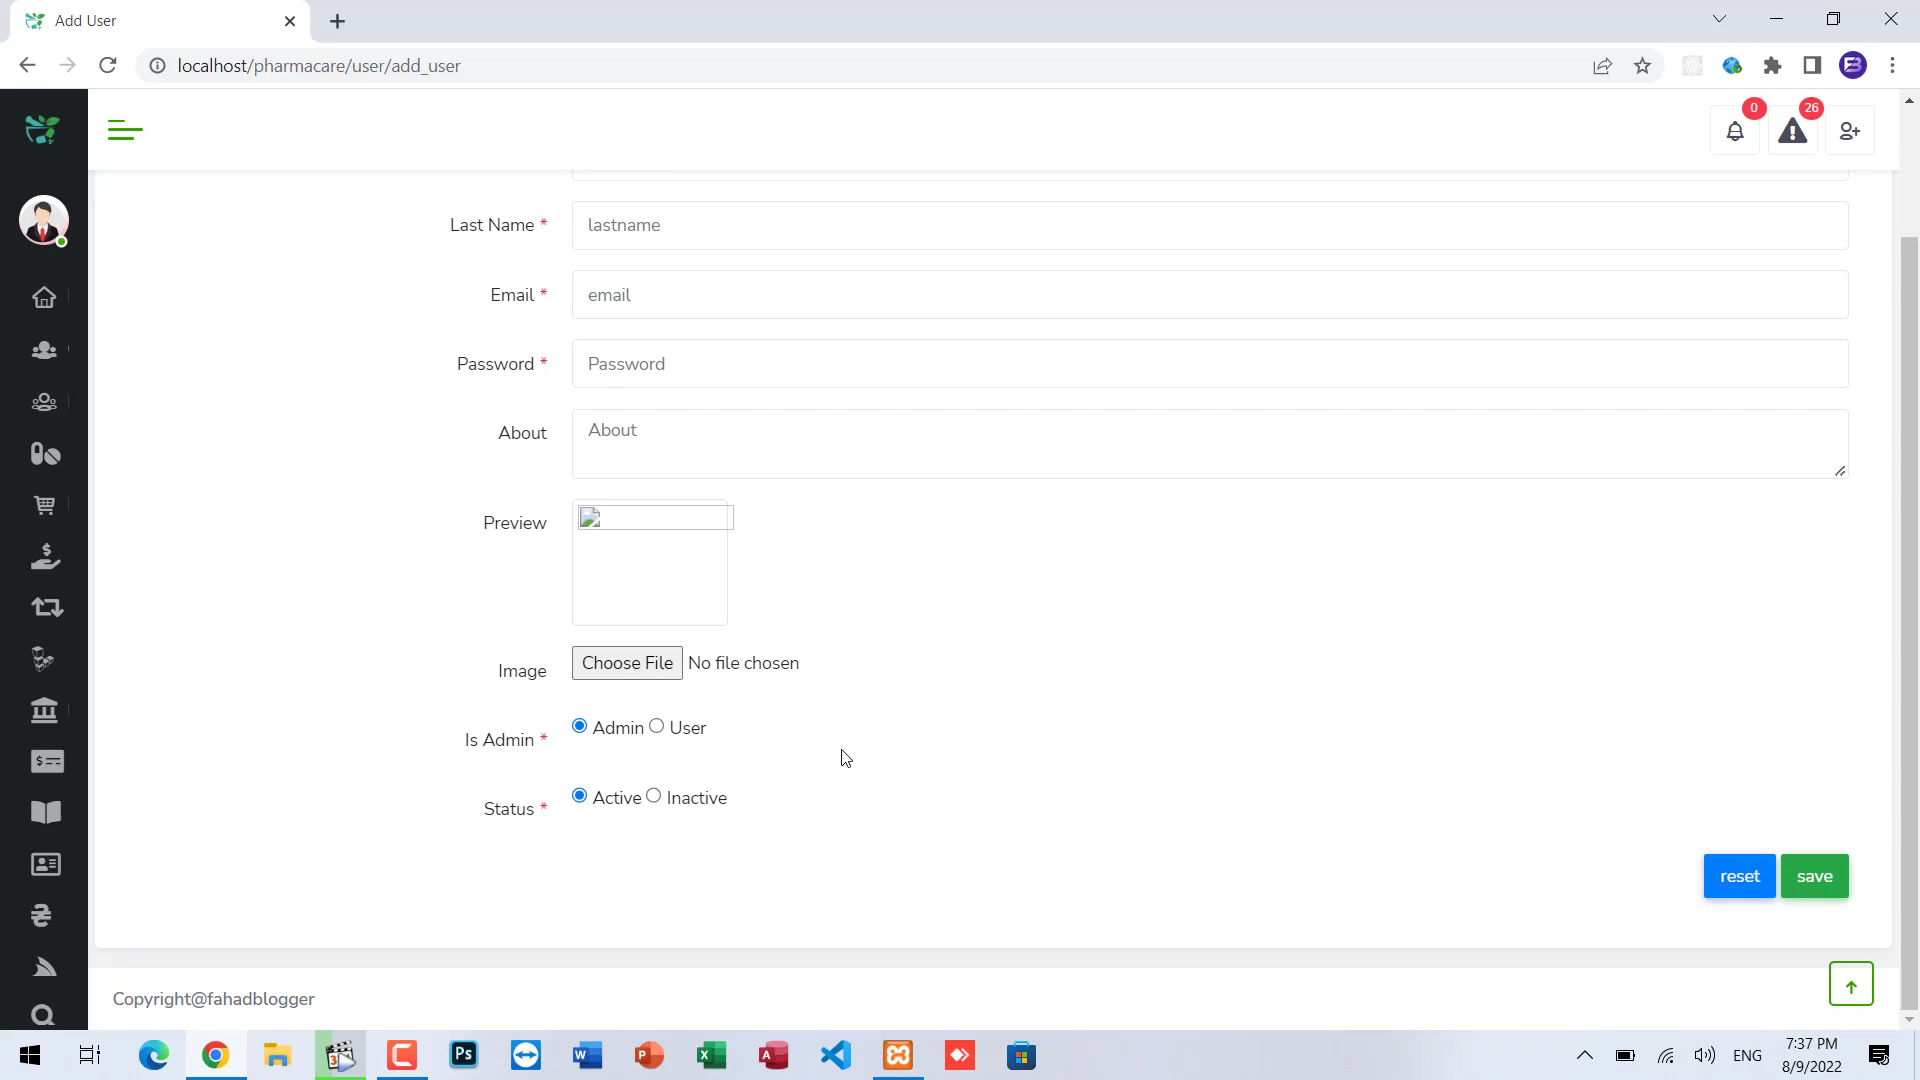 Add User
localhost/pharmacare/user/add_user
0
26
Last Name *
lastname
Email *
email
Password *
Password
About
About
Preview
Image
Choose File No file chosen
Is Admin *
Admin User
Status *
Active Inactive
reset
save
Copyright@fahadblogger
ENG
7:37 PM
8/9/2022